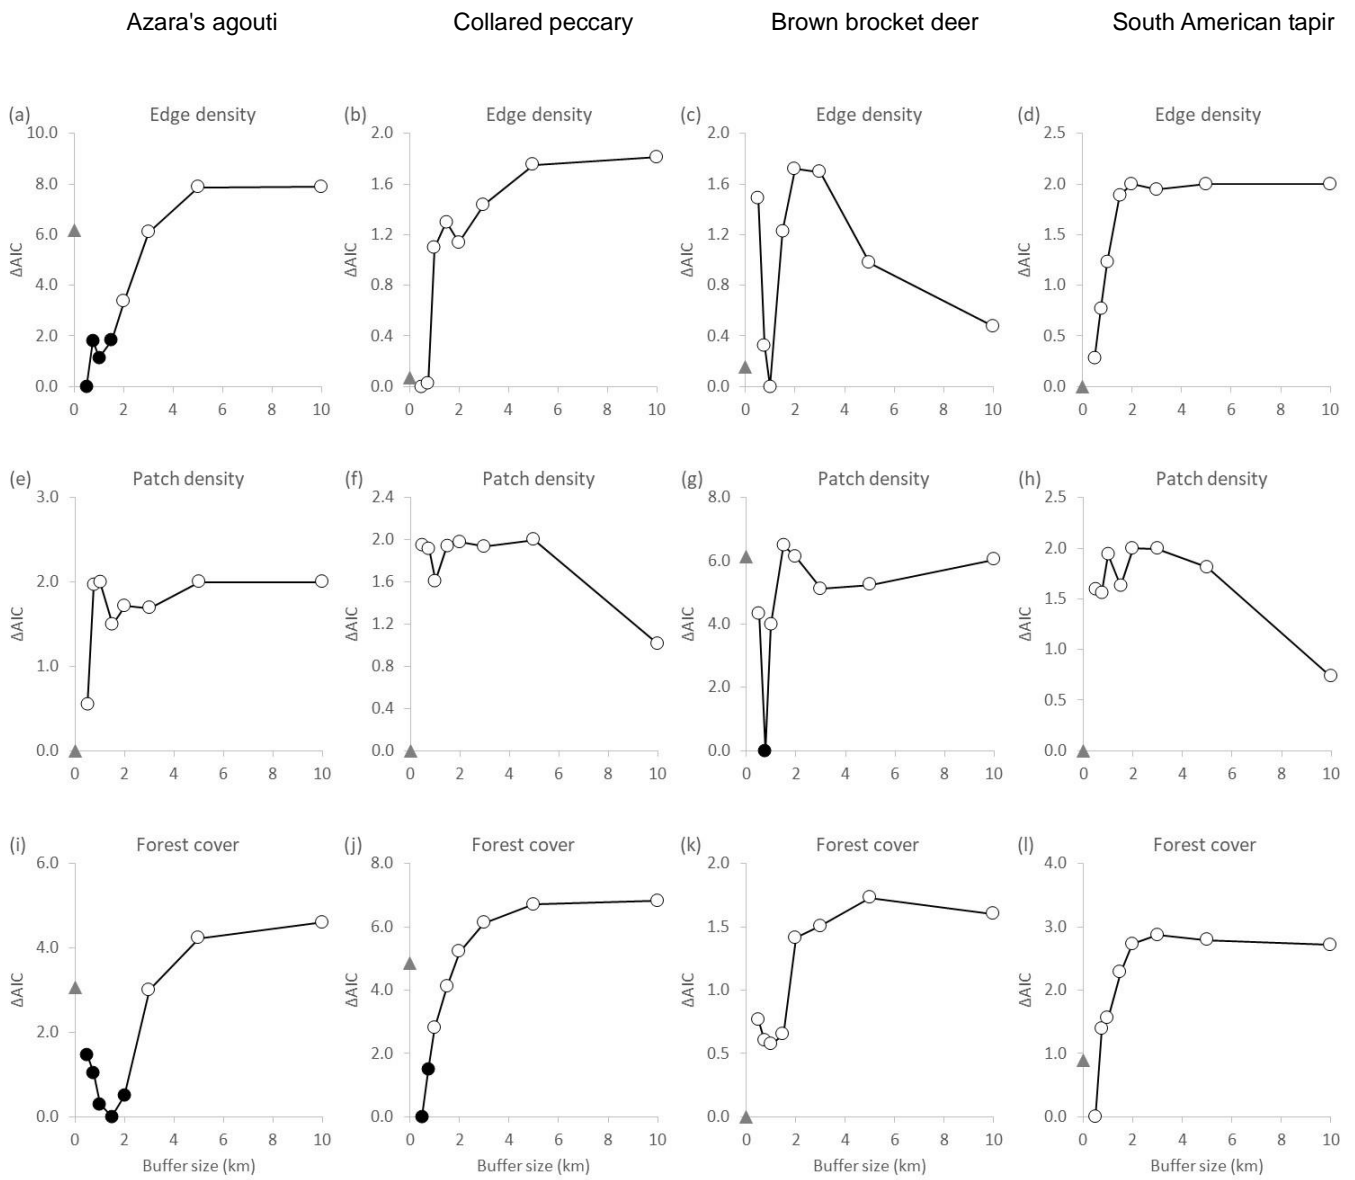 Azara's agouti Collared peccary Brown brocket deer South American tapir
(a) Edge density (b) Edge density (c) Edge density (d) Edge density
10.0 2.0 2.0 2.5
8.0 1.6 1.6 2.0
6.0 1.2 1.2 1.5
4.0 0.8 0.8 1.0
2.0 0.4 0.4 0.5
0.0 0.0 0.0 0.0
ΔAIC ΔAIC ΔAIC ΔAIC
0 2 4 6 8 10 0 2 4 6 8 10 0 2 4 6 8 10 0 2 4 6 8 10
(e) Patch density (f) Patch density (g) Patch density (h) Patch density
3.0 2.4 8.0 2.5
2.0 2.0 6.0 2.0
1.0 1.6 4.0 1.5
0.0 1.2 2.0 1.0
0.8 0.0 0.5
0.4 0.0
0.0
ΔAIC ΔAIC ΔAIC ΔAIC
0 2 4 6 8 10 0 2 4 6 8 10 0 2 4 6 8 10 0 2 4 6 8 10
(i) Forest cover (j) Forest cover (k) Forest cover (l) Forest cover
6.0 8.0 2.0 4.0
4.0 6.0 1.5 3.0
2.0 4.0 1.0 2.0
0.0 2.0 0.5 1.0
0.0 0.0 0.0
ΔAIC ΔAIC ΔAIC ΔAIC
0 2 4 6 8 10 0 2 4 6 8 10 0 2 4 6 8 10 0 2 4 6 8 10
Buffer size (km) Buffer size (km) Buffer size (km) Buffer size (km)